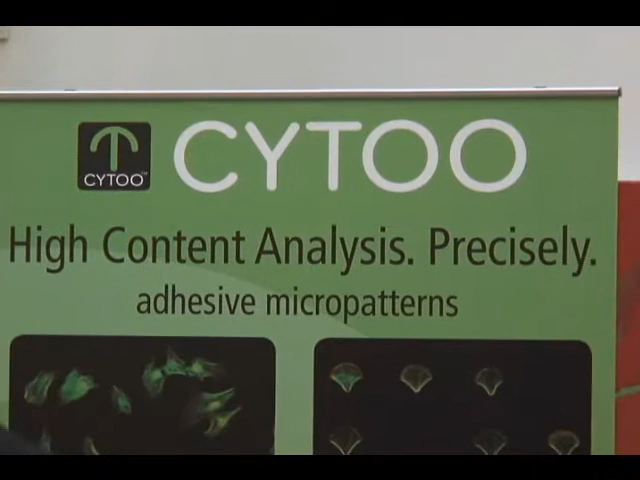 CYTOO
CYTOO
High Content Analysis. Precisely.
adhesive micropatterns